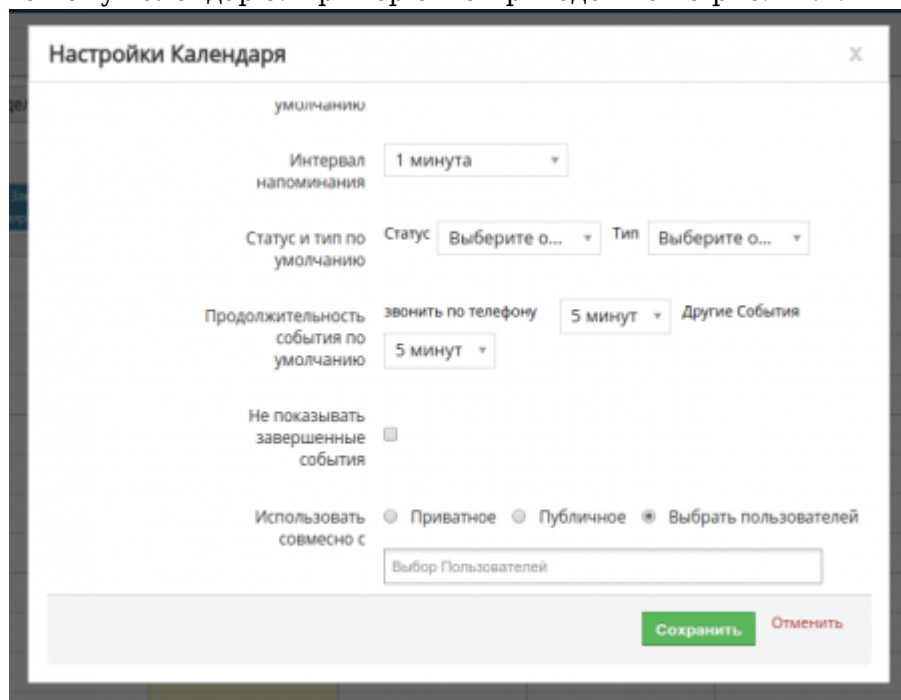 Настройки Календаря
X
умолчанию
Интервал
напоминания
1 минута
Статус и тип по
умолчанию
Статус Выберите о... Тип Выберите о...
Продолжительность
события по
умолчанию
звонить по телефону 5 минут Другие События
5 минут
Не показывать
завершенные
события
Использовать
совмесно с
Приватное Публичное Выбрать пользователей
Выбор Пользователей
Сохранить Отменить